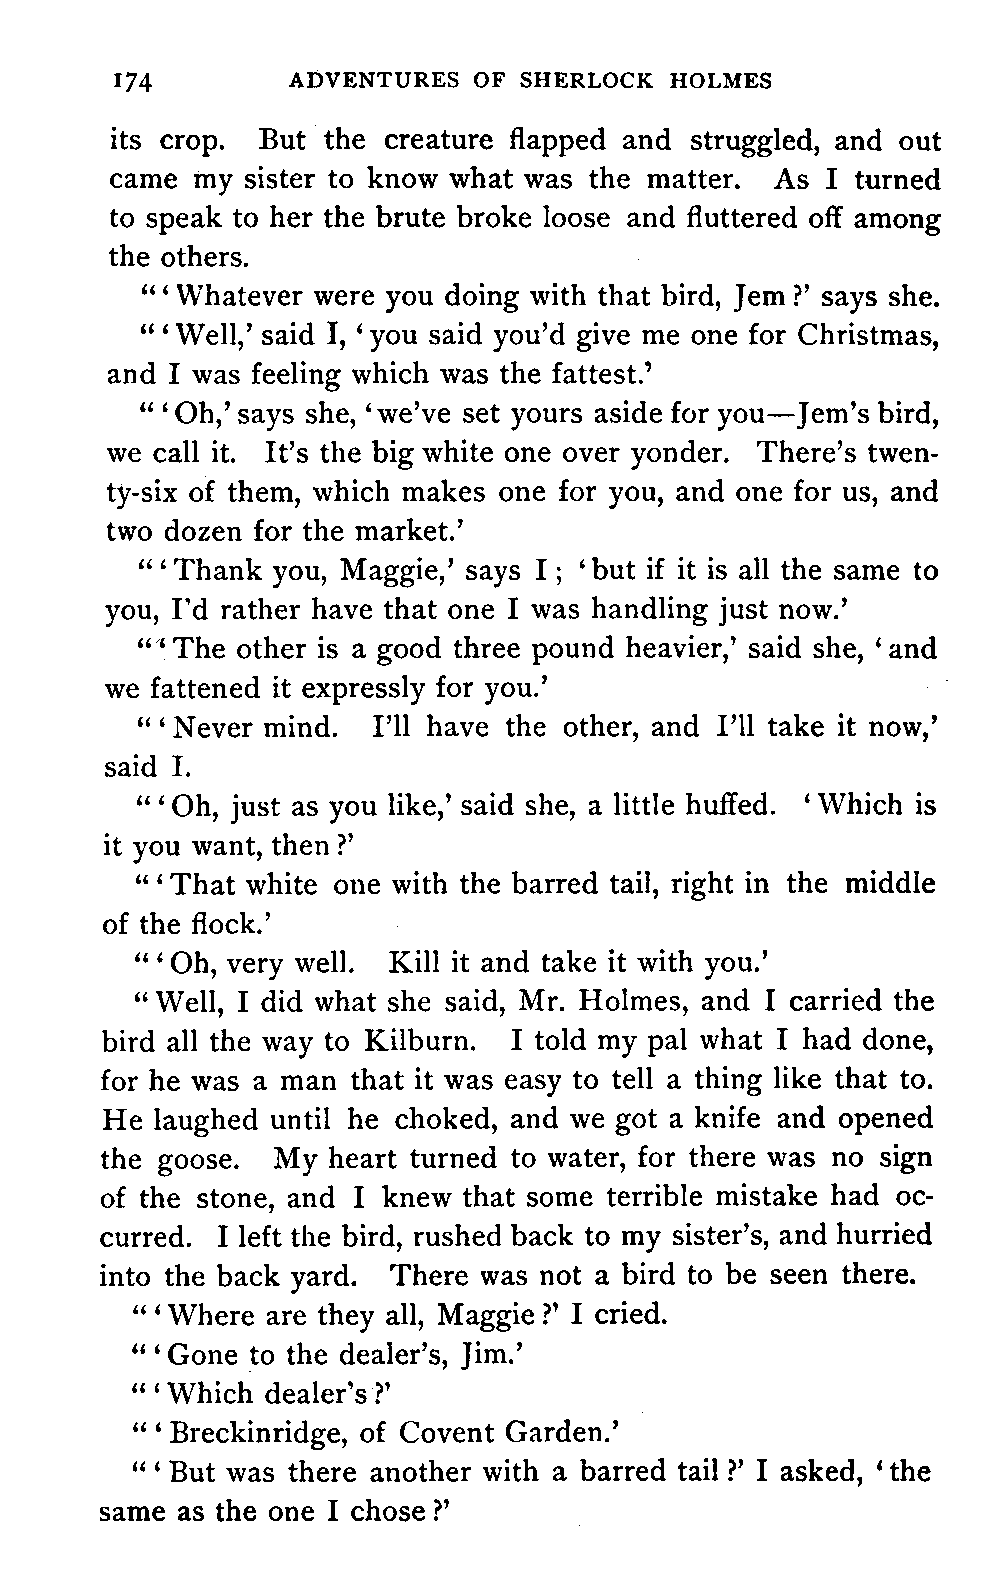 174 ADVENTURES OF SHERLOCK HOLMES
its crop. But the creature flapped and struggled, and out
came my sister to know what was the matter. As I turned
to speak to her the brute broke loose and fluttered off among
the others.
“‘Whatever were you doing with that bird, Jem?’ says she.
“‘Well,’ said I, ‘you said you’d give me one for Christmas,
and I was feeling which was the fattest.’
“‘Oh,’ says she, ‘we’ve set yours aside for you—Jem’s bird,
we call it. It’s the big white one over yonder. There’s twen-
ty-six of them, which makes one for you, and one for us, and
two dozen for the market.’
“‘Thank you, Maggie,’ says I; ‘but if it is all the same to
you, I’d rather have that one I was handling just now.’
“‘The other is a good three pound heavier,’ said she, ‘and
we fattened it expressly for you.’
“‘Never mind. I’ll have the other, and I’ll take it now,’
said I.
“‘Oh, just as you like,’ said she, a little huffed. ‘Which is
it you want, then?’
“‘That white one with the barred tail, right in the middle
of the flock.’
“‘Oh, very well. Kill it and take it with you.’
“Well, I did what she said, Mr. Holmes, and I carried the
bird all the way to Kilburn. I told my pal what I had done,
for he was a man that it was easy to tell a thing like that to.
He laughed until he choked, and we got a knife and opened
the goose. My heart turned to water, for there was no sign
of the stone, and I knew that some terrible mistake had oc-
curred. I left the bird, rushed back to my sister’s, and hurried
into the back yard. There was not a bird to be seen there.
“‘Where are they all, Maggie?’ I cried.
“‘Gone to the dealer’s, Jim.’
“‘Which dealer’s?’
“‘Breckinridge, of Covent Garden.’
“‘But was there another with a barred tail?’ I asked, ‘the
same as the one I chose?’